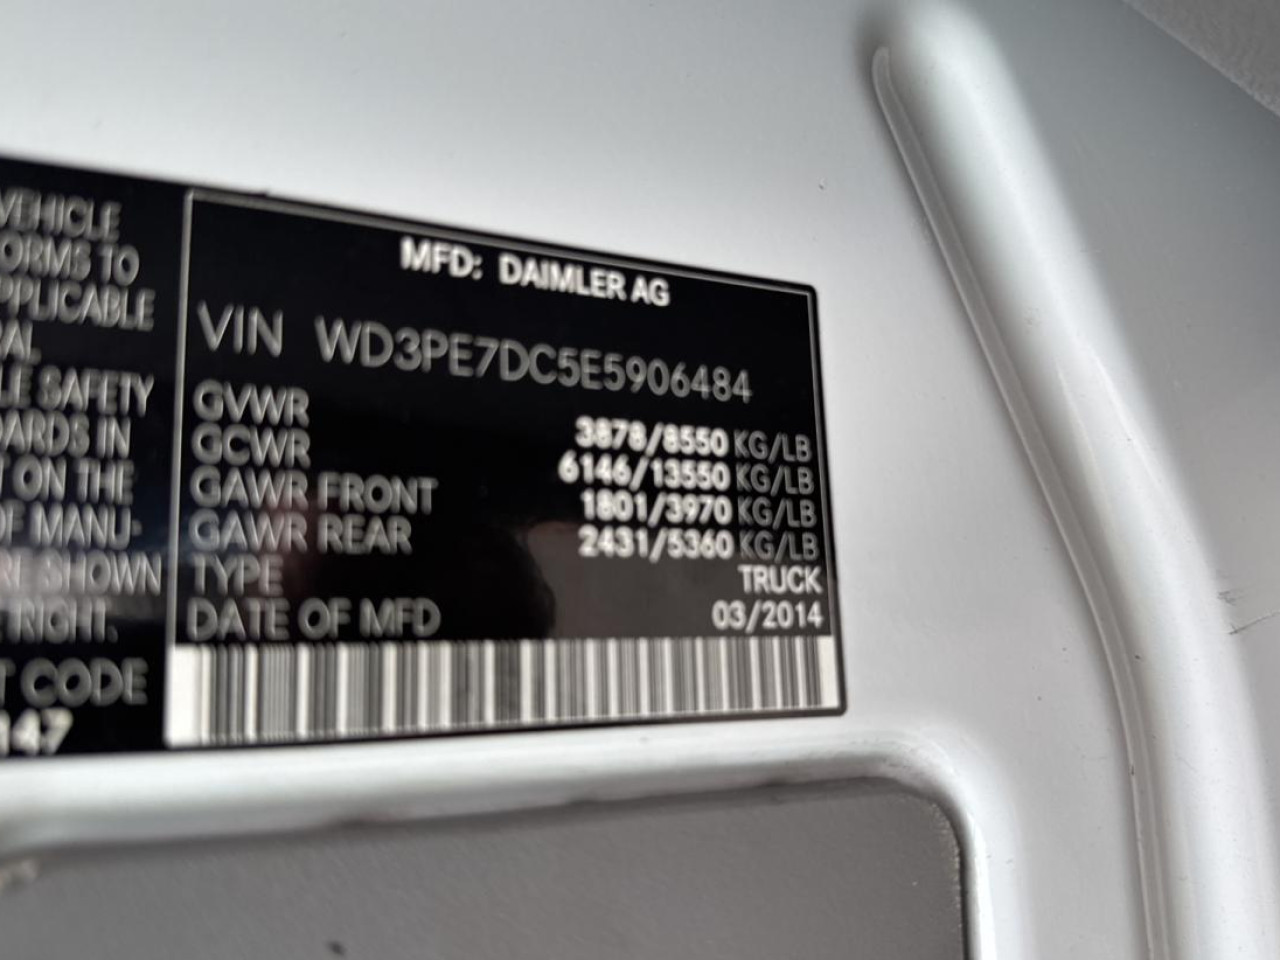 VEHICLE
ORMS TO
PPLICABLE
AL
LE SAFETY
DARDS IN
T ON THE
OF MANU-
SHOWN
RIGHT.
T CODE
147
MFD: DAIMLER AG
VIN WD3PE7DC5E5906484
GVWR 3878/8550 KG/LB
GCWR 6146/13550 KG/LB
GAWR FRONT 1801/3970 KG/LB
GAWR REAR 2431/5360 KG/LB
TYPE TRUCK
DATE OF MFD 03/2014